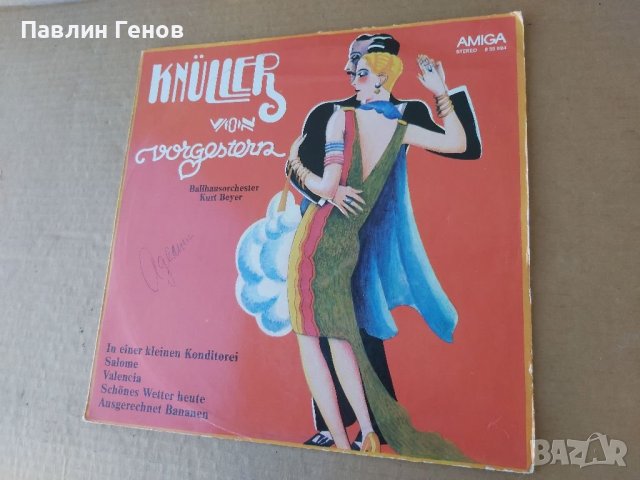 Павлин Генов
AMIGA
STEREO
KNÜLLER
VON
vorgestern
Ballhausorchester
Kurt Beyer
In einer kleinen Konditorei
Salome
Valencia
Schönes Wetter heute
Ausgerechnet Bananen
BAZAR